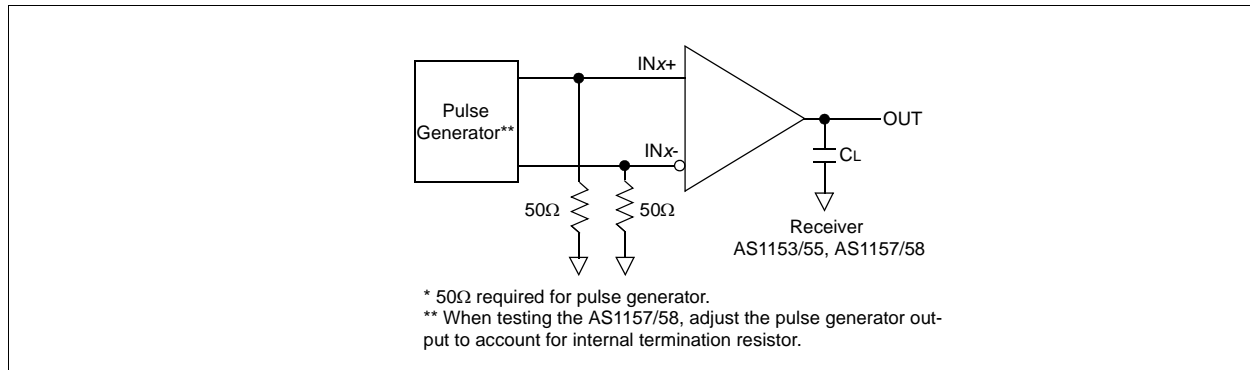 INx+
Pulse
Generator**
OUT
INx-
CL
50Ω
50Ω
Receiver
AS1153/55, AS1157/58
* 50Ω required for pulse generator.
** When testing the AS1157/58, adjust the pulse generator out-
put to account for internal termination resistor.